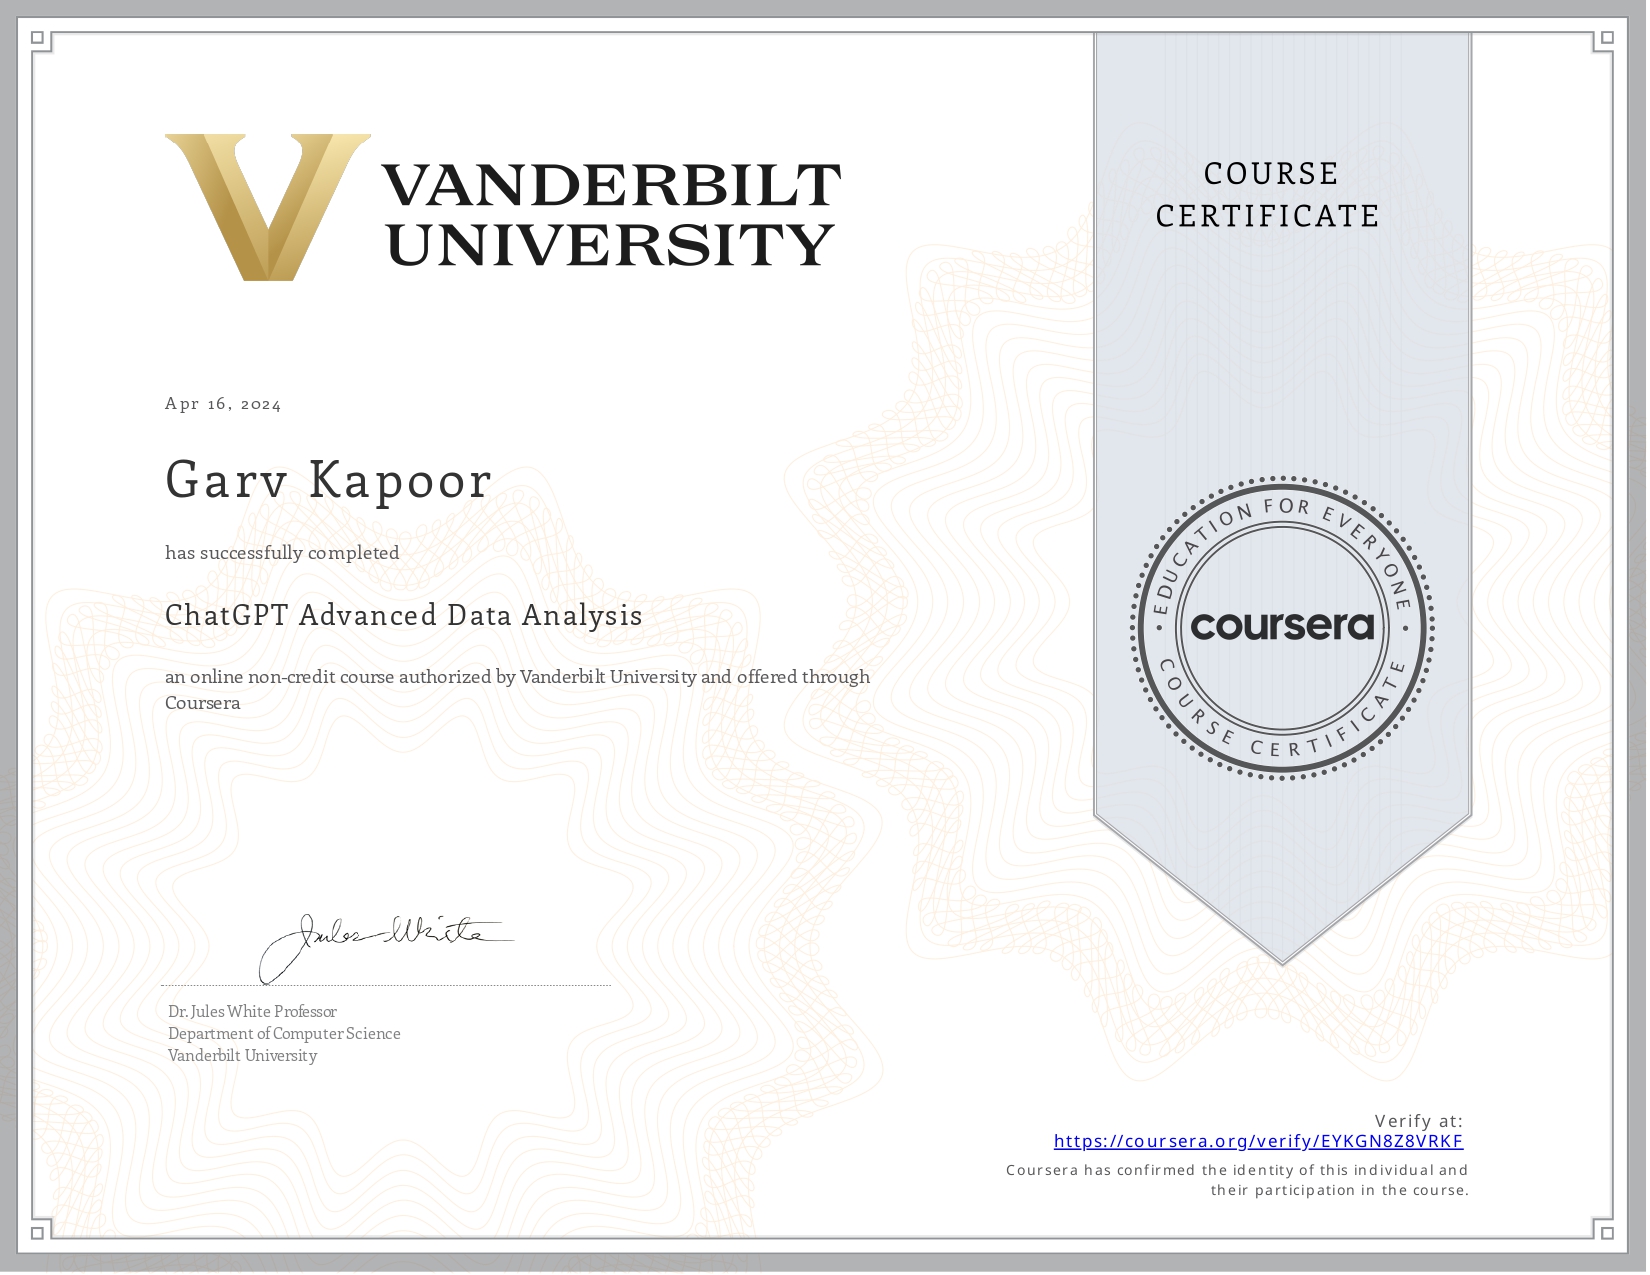 VANDERBILT
UNIVERSITY
COURSE
CERTIFICATE
Apr 16, 2024
Garv Kapoor
has successfully completed
ChatGPT Advanced Data Analysis
an online non-credit course authorized by Vanderbilt University and offered through
Coursera
EDUCATION FOR EVERYONE
coursera
COURSE CERTIFICATE
Jules White
Dr. Jules White Professor
Department of Computer Science
Vanderbilt University
Verify at:
https://coursera.org/verify/EYKGN8Z8VRKF
Coursera has confirmed the identity of this individual and
their participation in the course.